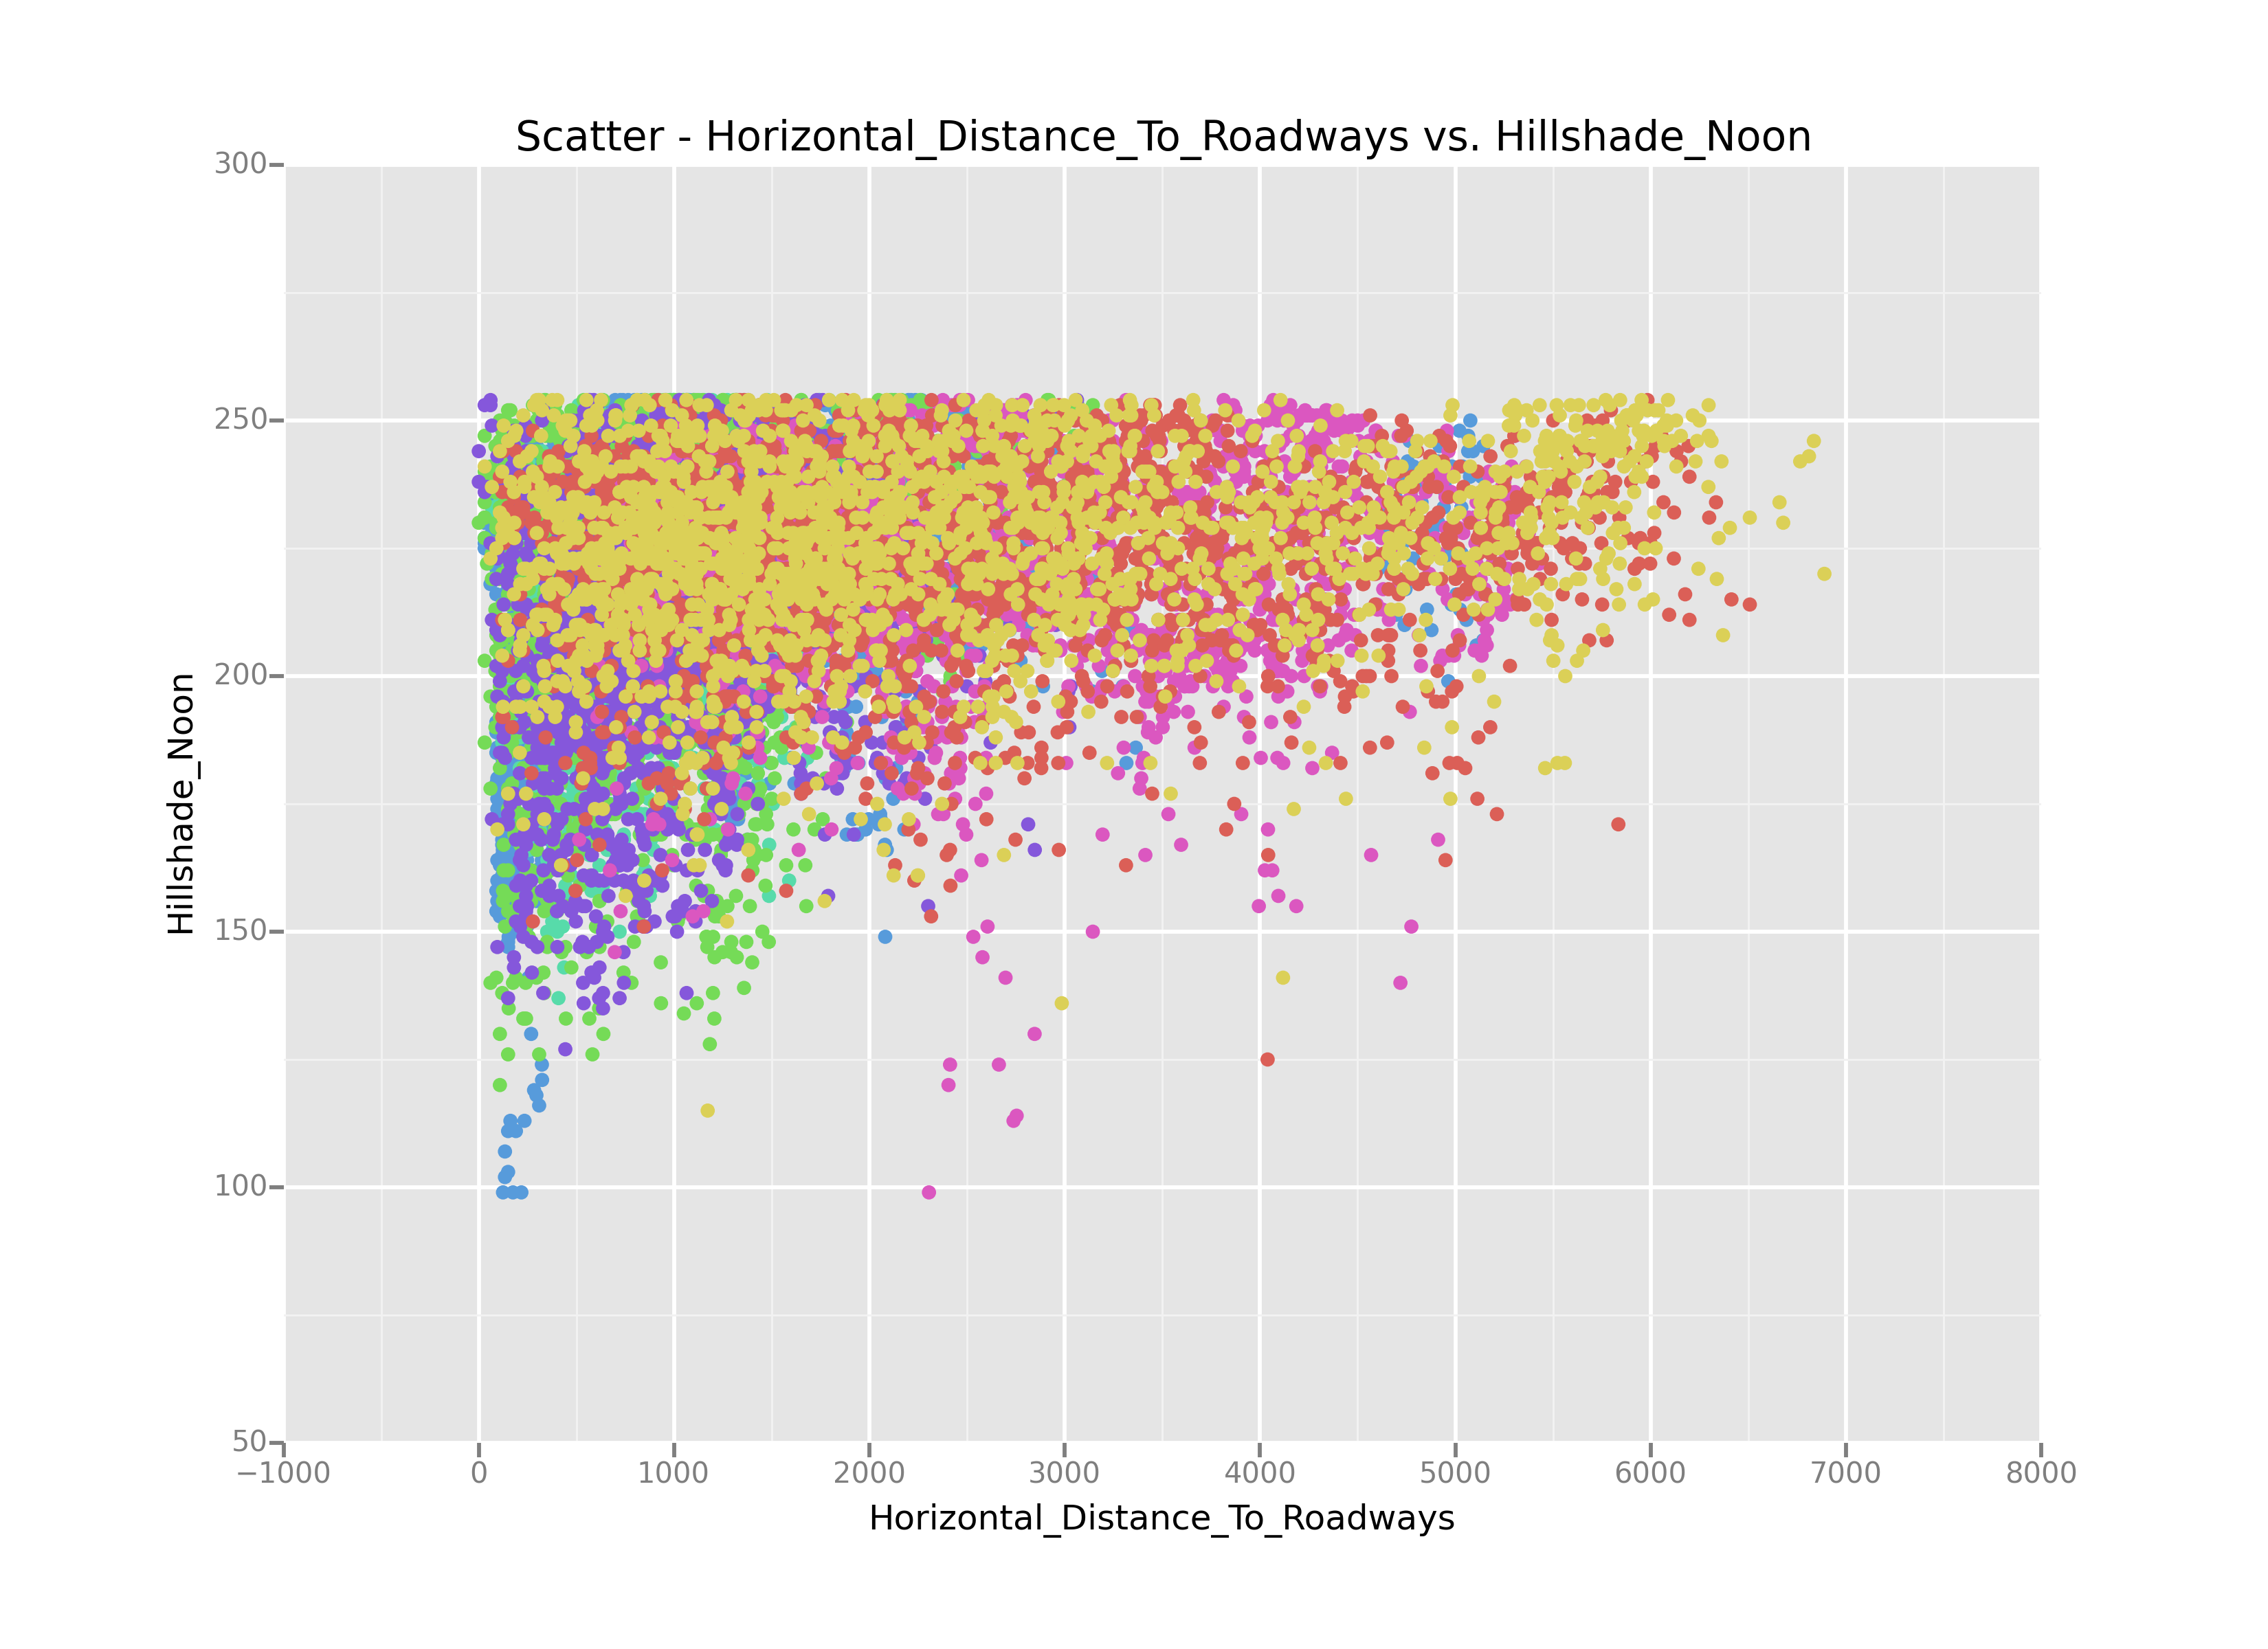 Scatter - Horizontal_Distance_To_Roadways vs. Hillshade_Noon
300
250
200
150
100
50
Hillshade_Noon
−1000 0 1000 2000 3000 4000 5000 6000 7000 8000
Horizontal_Distance_To_Roadways